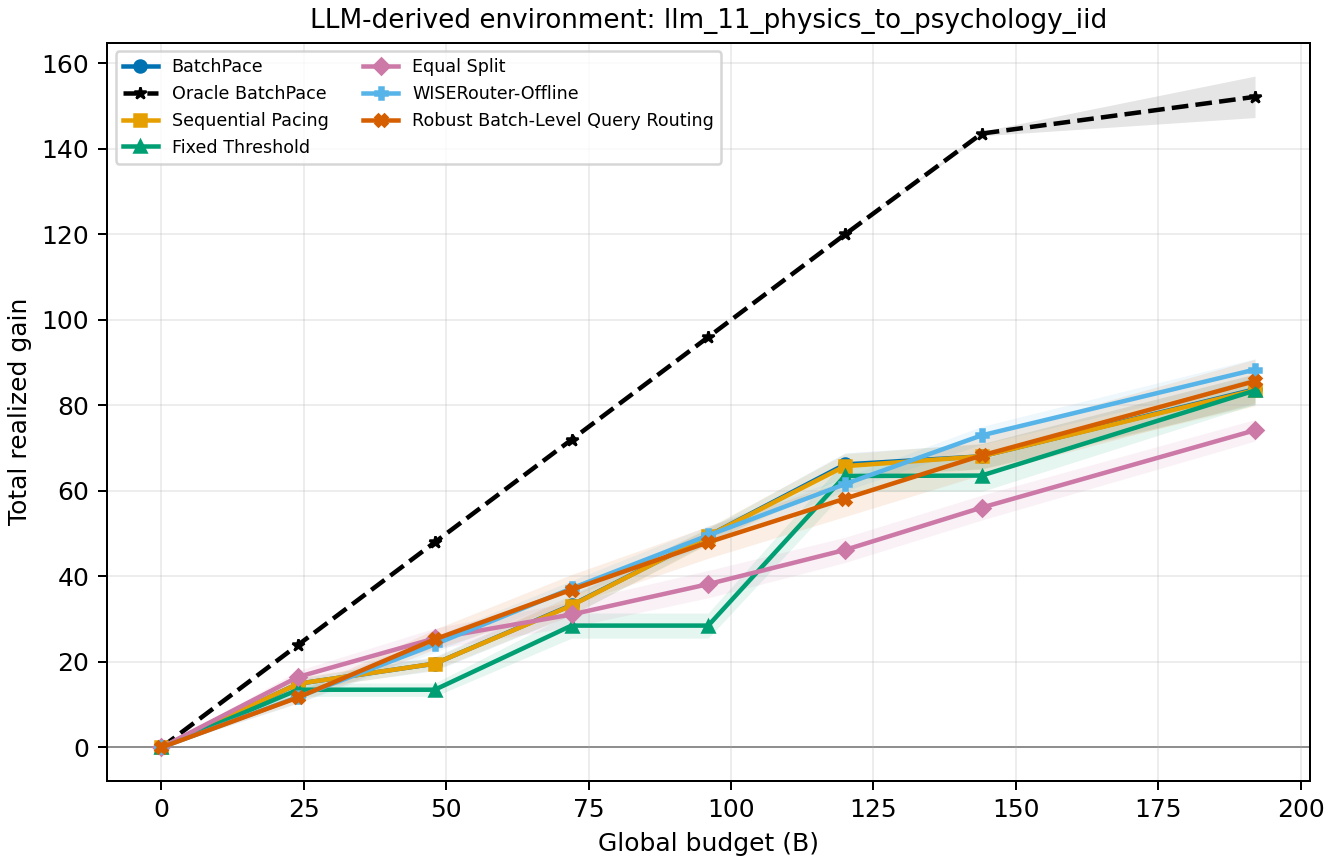 LLM-derived environment: llm_11_physics_to_psychology_iid
BatchPace
Oracle BatchPace
Sequential Pacing
Fixed Threshold
Equal Split
WISERouter-Offline
Robust Batch-Level Query Routing
Total realized gain
160
140
120
100
80
60
40
20
0
0
25
50
75
100
125
150
175
200
Global budget (B)